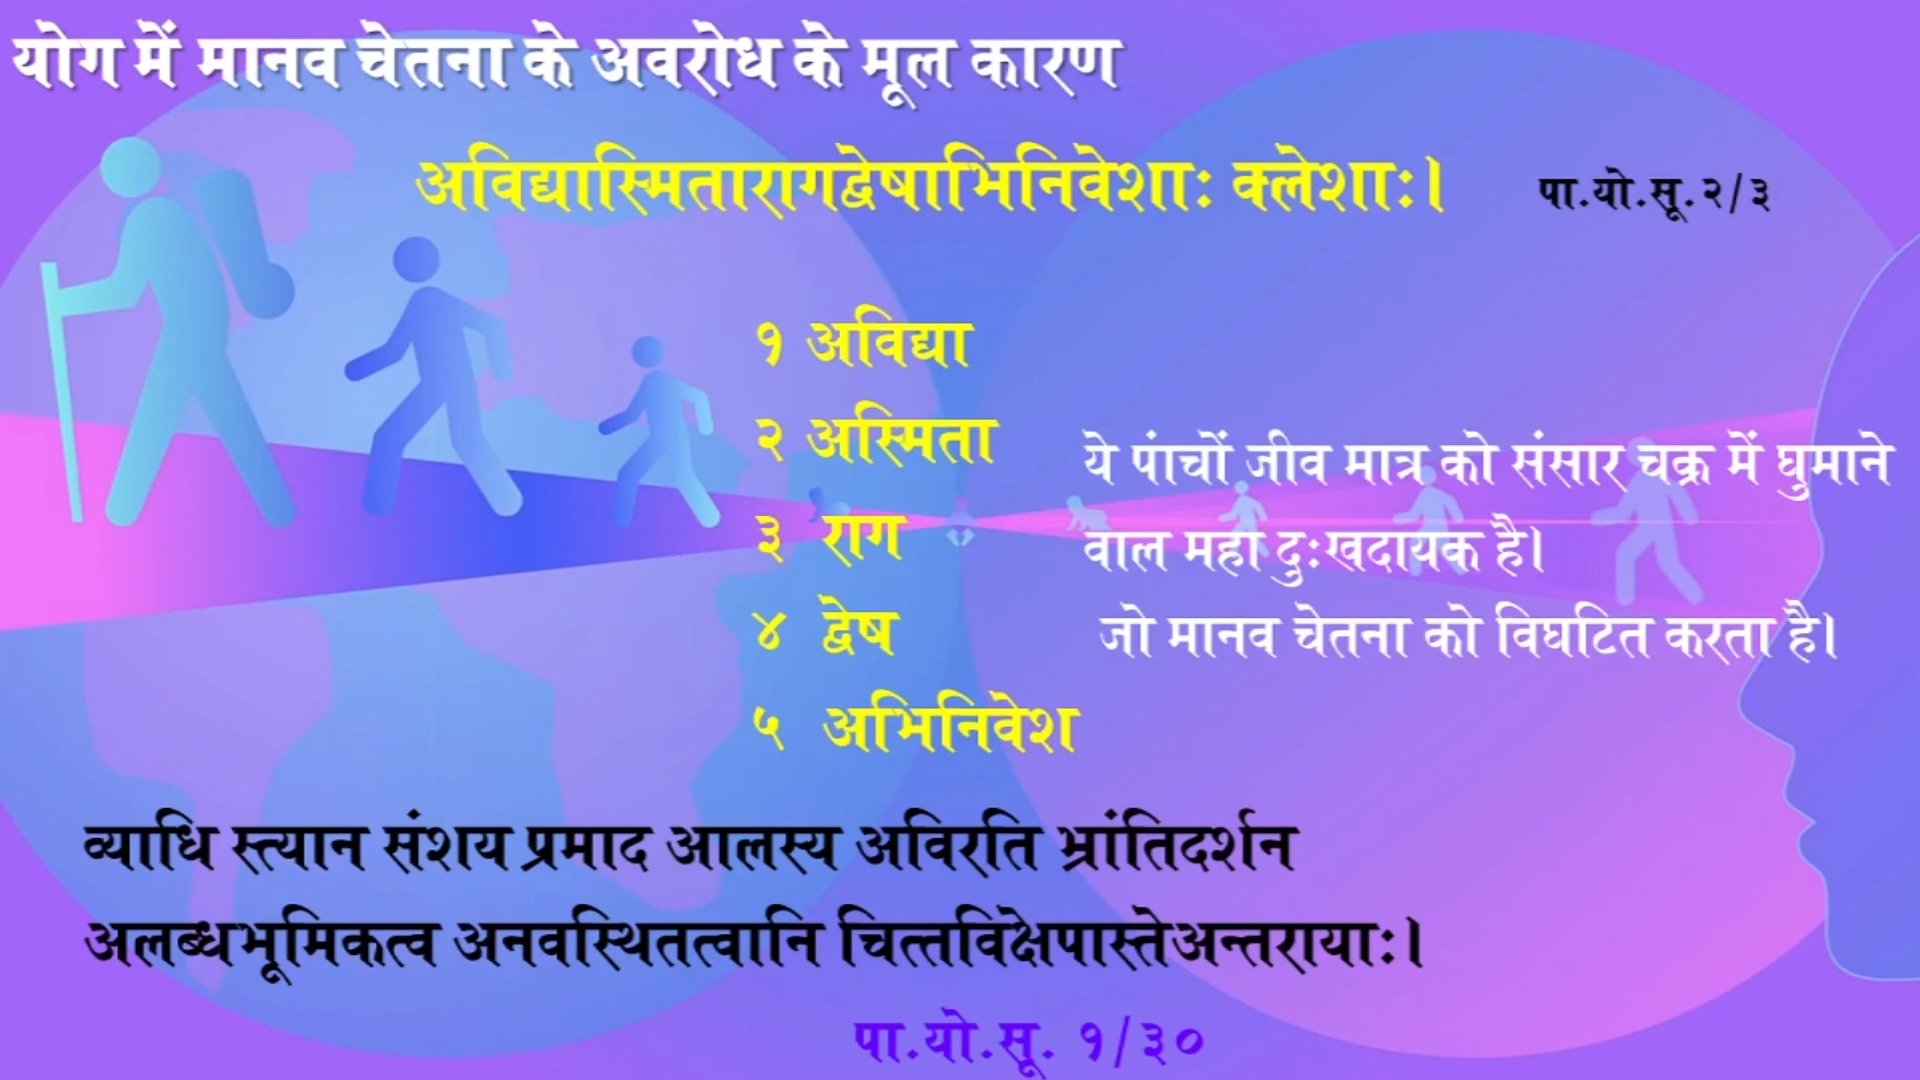 योग में मानव चेतना के अवरोध के मूल कारण
अविद्यास्मितारागद्वेषाभिनिवेशाः क्लेशाः। पा.यो.सू.२/३
१ अविद्या
२ अस्मिता
३ राग
४ द्वेष
५ अभिनिवेश
ये पांचों जीव मात्र को संसार चक्र में घुमाने
वाल महा दुःखदायक है।
जो मानव चेतना को विघटित करता है।
व्याधि स्त्यान संशय प्रमाद आलस्य अविरति भ्रांतिदर्शन
अलब्धभूमिकत्व अनवस्थितत्वानि चित्तविक्षेपास्तेअन्तरायाः।
पा.यो.सू. १/३०